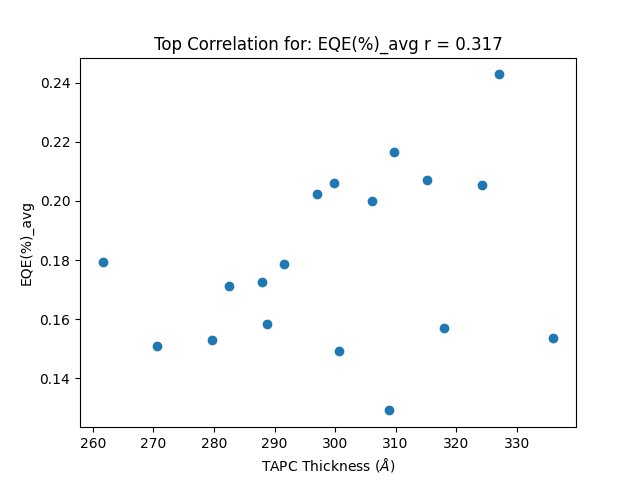 Top Correlation for: EQE(%)_avg r = 0.317
0.24
0.22
0.20
0.18
0.16
0.14
EQE(%)_avg
260 270 280 290 300 310 320 330
TAPC Thickness (Å)